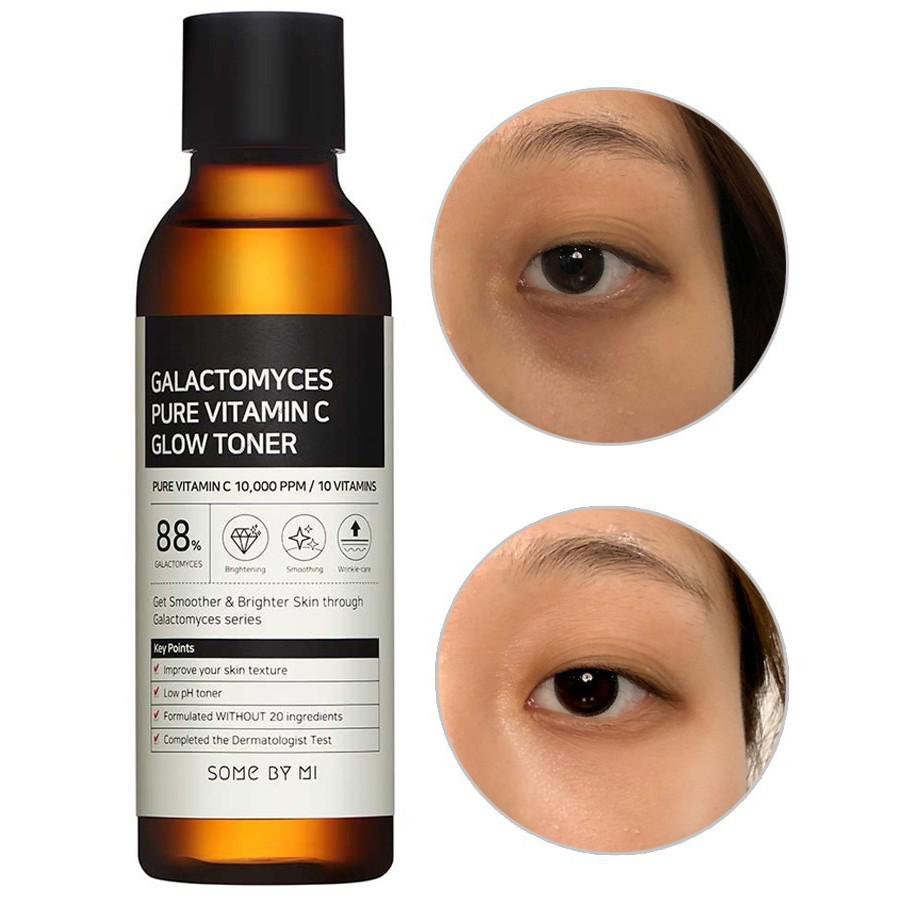 GALACTOMYCES
PURE VITAMIN C
GLOW TONER
PURE VITAMIN C 10,000 PPM / 10 VITAMINS
88%
GALACTOMYCES
Brightening
Smoothing
Wrinkle-care
Get Smoother & Brighter Skin through
Galactomyces series
Key Points
Improve your skin texture
Low pH toner
Formulated WITHOUT 20 ingredients
Completed the Dermatologist Test
SOME BY MI